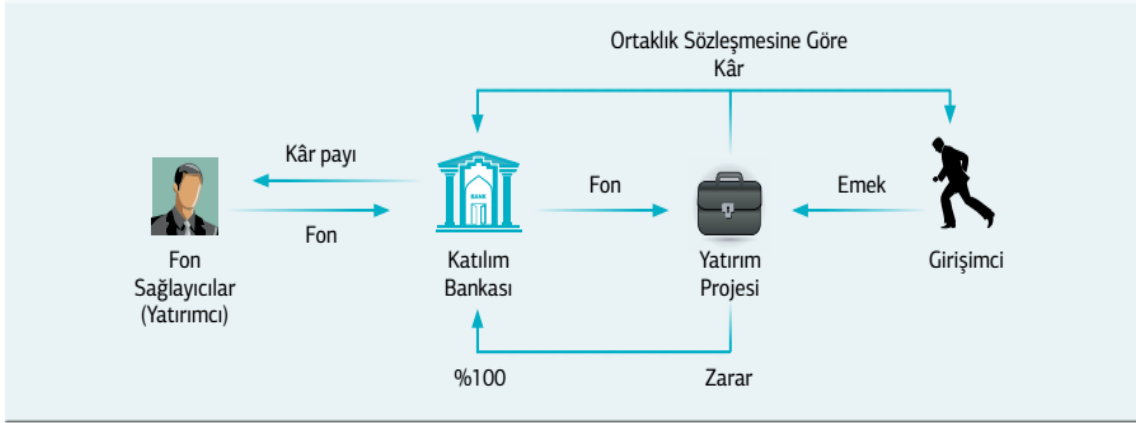 Ortaklık Sözleşmesine Göre
Kâr
Kâr payı
Fon
BANK
Fon
Emek
Fon
Sağlayıcılar
(Yatırımcı)
Katılım
Bankası
Yatırım
Projesi
Girişimci
%100
Zarar